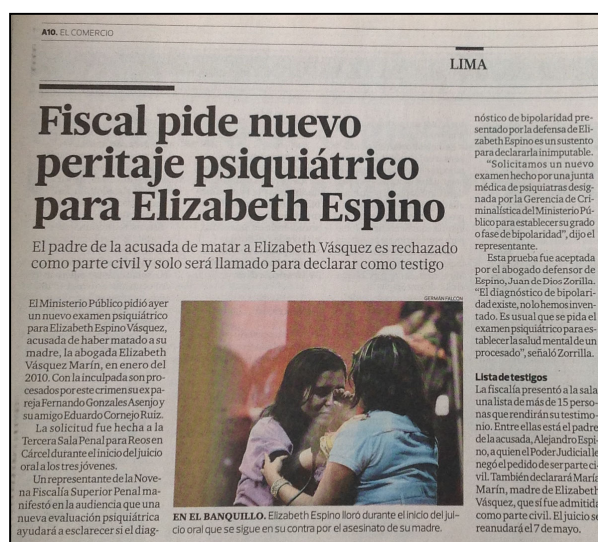 A10. EL COMERCIO
LIMA
Fiscal pide nuevo
peritaje psiquiátrico
para Elizabeth Espino
El padre de la acusada de matar a Elizabeth Vásquez es rechazado
como parte civil y solo será llamado para declarar como testigo
El Ministerio Público pidió ayer
un nuevo examen psiquiátrico
para Elizabeth Espino Vásquez,
acusada de haber matado a su
madre, la abogada Elizabeth
Vásquez Marín, en enero del
2010. Con la inculpada son pro-
cesados por este crimen su ex pa-
reja Fernando Gonzales Asenjo y
su amigo Eduardo Cornejo Ruiz.
La solicitud fue hecha a la
Tercera Sala Penal para Reos en
Cárcel durante el inicio del juicio
oral a los tres jóvenes.
Un representante de la Nove-
na Fiscalía Superior Penal ma-
nifestó en la audiencia que una
nueva evaluación psiquiátrica
ayudará a esclarecer si el diag-
GERMÁN FALCÓN
EN EL BANQUILLO. Elizabeth Espino lloró durante el inicio del jui-
cio oral que se sigue en su contra por el asesinato de su madre.
nóstico de bipolaridad pre-
sentado por la defensa de Eli-
zabeth Espino es un sustento
para declararla inimputable.
"Solicitamos un nuevo
examen hecho por una junta
médica de psiquiatras desig-
nada por la Gerencia de Cri-
minalística del Ministerio Pú-
blico para establecer su grado
o fase de bipolaridad", dijo el
representante.
Esta prueba fue aceptada
por el abogado defensor de
Espino, Juan de Dios Zorilla.
"El diagnóstico de bipolari-
dad existe, no lo hemos inven-
tado. Es usual que se pida el
examen psiquiátrico para es-
tablecer la salud mental de un
procesado", señaló Zorrilla.
Lista de testigos
La fiscalía presentó a la sala
una lista de más de 15 perso-
nas que rendirán su testimo-
nio. Entre ellas está el padre
de la acusada, Alejandro Espi-
no, a quien el Poder Judicial le
negó el pedido de ser parte ci-
vil. También declarará María
Marín, madre de Elizabeth
Vásquez, que sí fue admitida
como parte civil. El juicio se
reanudará el 7 de mayo.